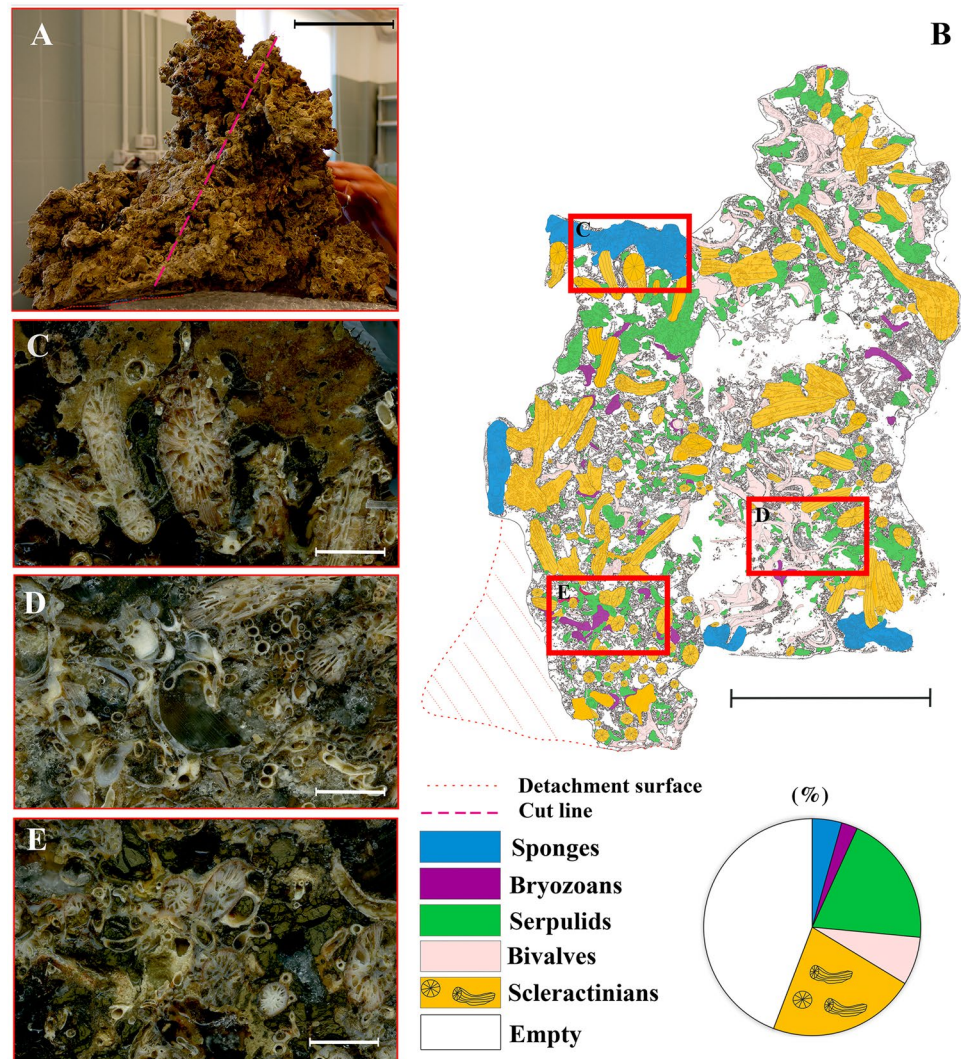 A
B
C
D
E
C
D
E
Detachment surface
Cut line
Sponges
Bryozoans
Serpulids
Bivalves
Scleractinians
Empty
(%)